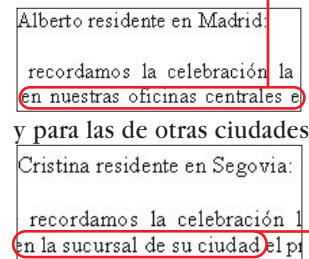 Alberto residente en Madrid:
recordamos la celebración la
en nuestras oficinas centrales e
y para las de otras ciudades
Cristina residente en Segovia:
recordamos la celebración l
en la sucursal de su ciudad el pr